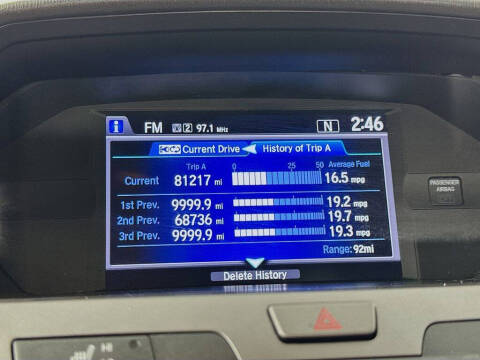 i FM 2 97.1 MHz N 2:46
Current Drive History of Trip A
Trip A 0 25 50 Average Fuel
Current 81217 mi 16.5 mpg
1st Prev. 9999.9 mi 19.2 mpg
2nd Prev. 68736 mi 19.7 mpg
3rd Prev. 9999.9 mi 19.3 mpg
Range: 92mi
Delete History
PASSENGER
AIRBAG
HI